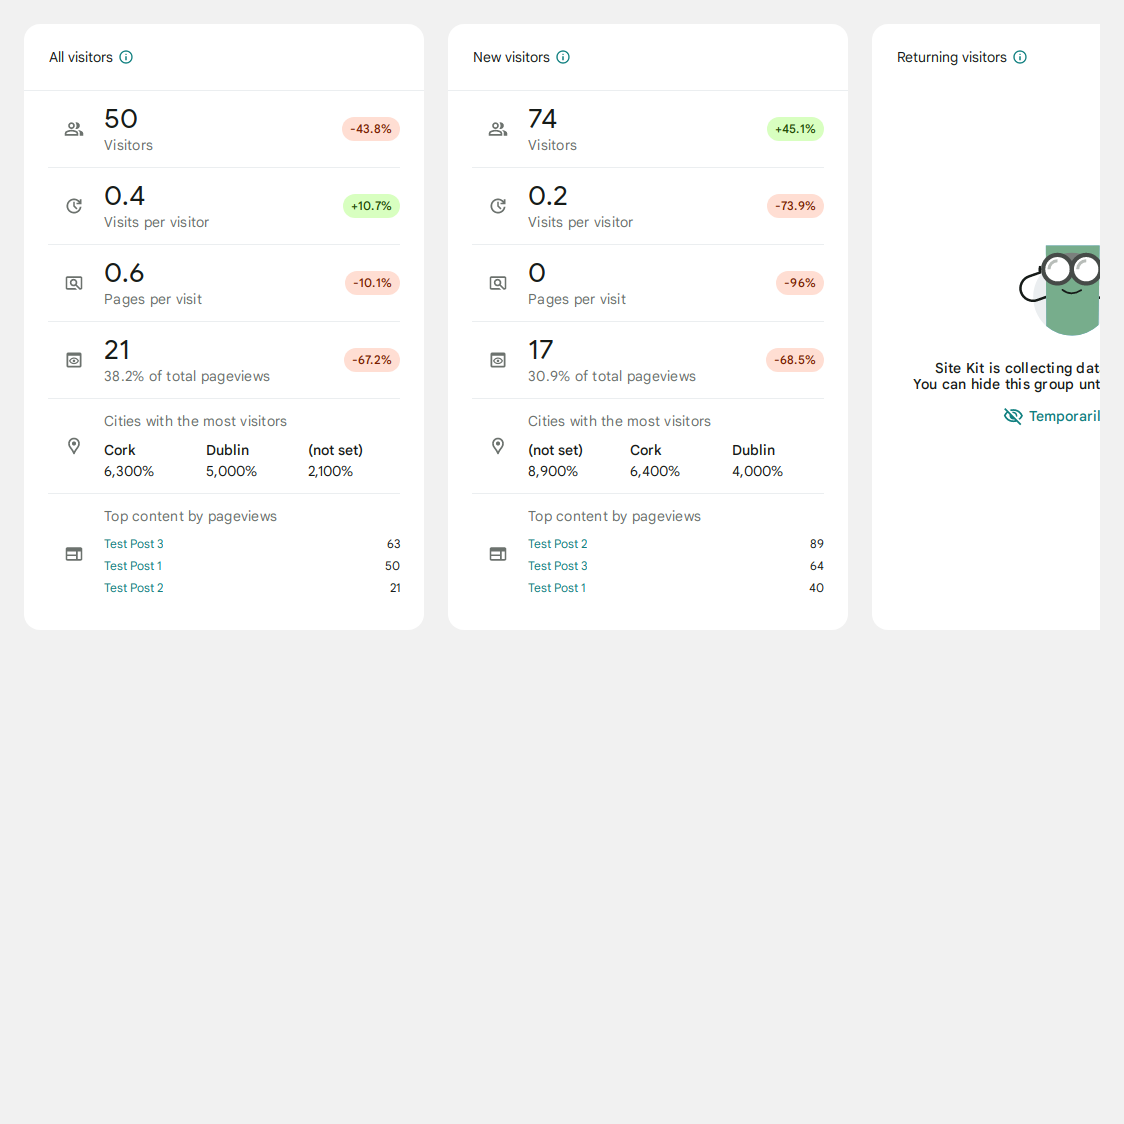 All visitors
50
Visitors
-43.8%
0.4
Visits per visitor
+10.7%
0.6
Pages per visit
-10.1%
21
38.2% of total pageviews
-67.2%
Cities with the most visitors
Cork Dublin (not set)
6,300% 5,000% 2,100%
Top content by pageviews
Test Post 3 63
Test Post 1 50
Test Post 2 21
New visitors
74
Visitors
+45.1%
0.2
Visits per visitor
-73.9%
0
Pages per visit
-96%
17
30.9% of total pageviews
-68.5%
Cities with the most visitors
(not set) Cork Dublin
8,900% 6,400% 4,000%
Top content by pageviews
Test Post 2 89
Test Post 3 64
Test Post 1 40
Returning visitors
Site Kit is collecting dat
You can hide this group unt
Temporaril